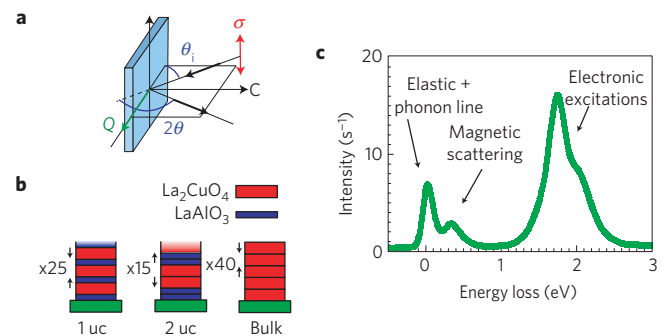 a
θi
σ
C
Q
2θ
b
La2CuO4
LaAlO3
x25
x15
x40
1 uc
2 uc
Bulk
c
20
10
0
Intensity (s⁻¹)
Elastic +
phonon line
Magnetic
scattering
Electronic
excitations
0
1
2
3
Energy loss (eV)